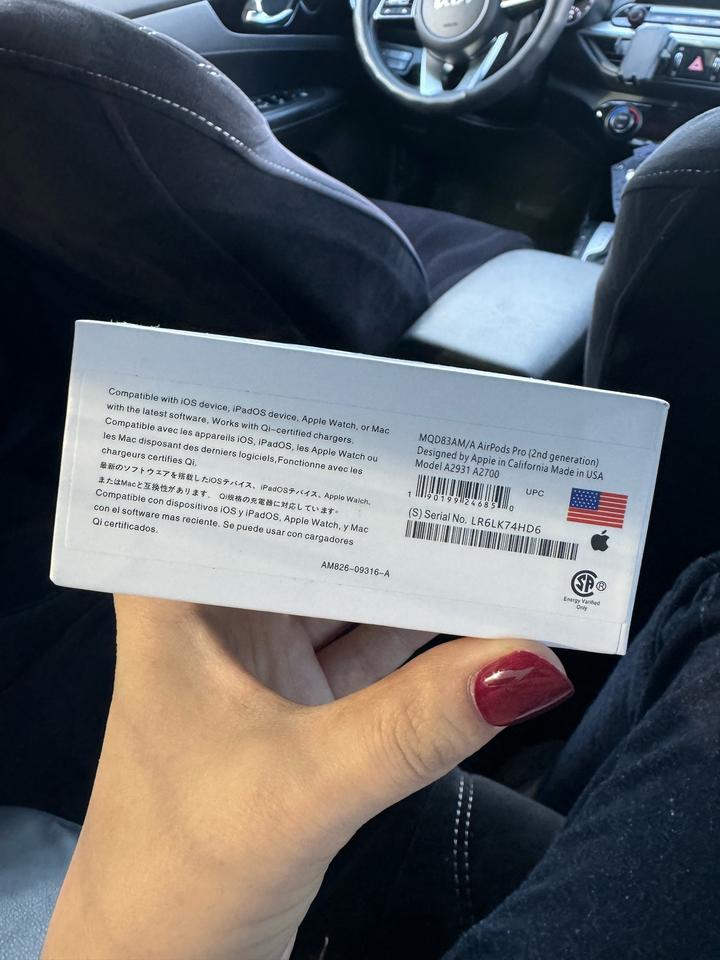 KIA
Compatible with iOS device, iPadOS device, Apple Watch, or Mac
with the latest software, Works with Qi-certified chargers.
Compatible avec les appareils iOS, iPadOS, les Apple Watch ou
les Mac disposant des derniers logiciels,Fonctionne avec les
chargeurs certifies Qi.
最新のソフトウエアを搭載したiOSデバイス、iPadOSデバイス、Apple Watch、
またはMacと互換性があります。 Qi規格の充電器に対応しています。
Compatible con dispositivos iOS y iPadOS, Apple Watch, y Mac
con el software mas reciente. Se puede usar con cargadores
Qi certificados.
AM826-09316-A
MQD83AM/A AirPods Pro (2nd generation)
Designed by Apple in California Made in USA
Model A2931 A2700
UPC
1 90199 24685 0
(S) Serial No. LR6LK74HD6
SA ®
Energy Verified
Only